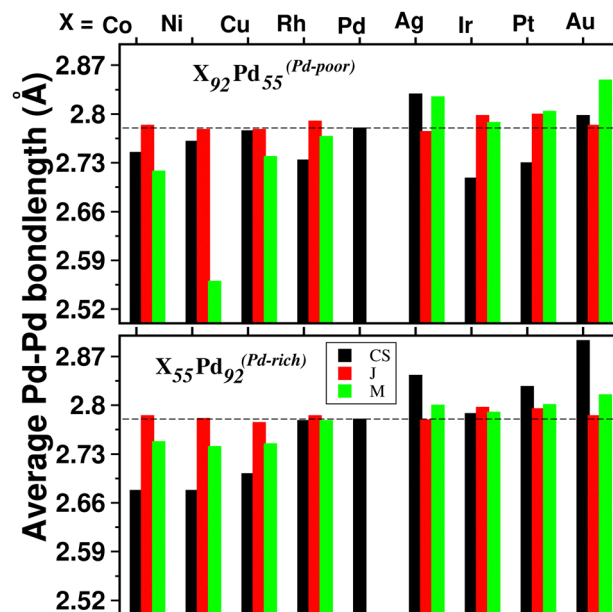 X = Co Ni Cu Rh Pd Ag Ir Pt Au
Average Pd-Pd bondlength (Å)
X92Pd55(Pd-poor)
2.87
2.8
2.73
2.66
2.59
2.52
X55Pd92(Pd-rich)
CS
J
M
2.87
2.8
2.73
2.66
2.59
2.52